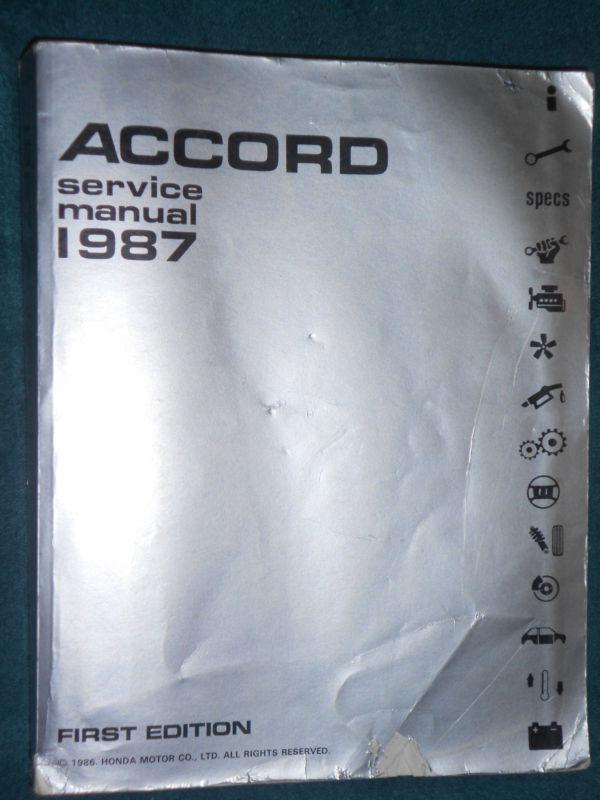 ACCORD
service
manual
1987
i
specs
FIRST EDITION
© 1986. HONDA MOTOR CO., LTD. ALL RIGHTS RESERVED.